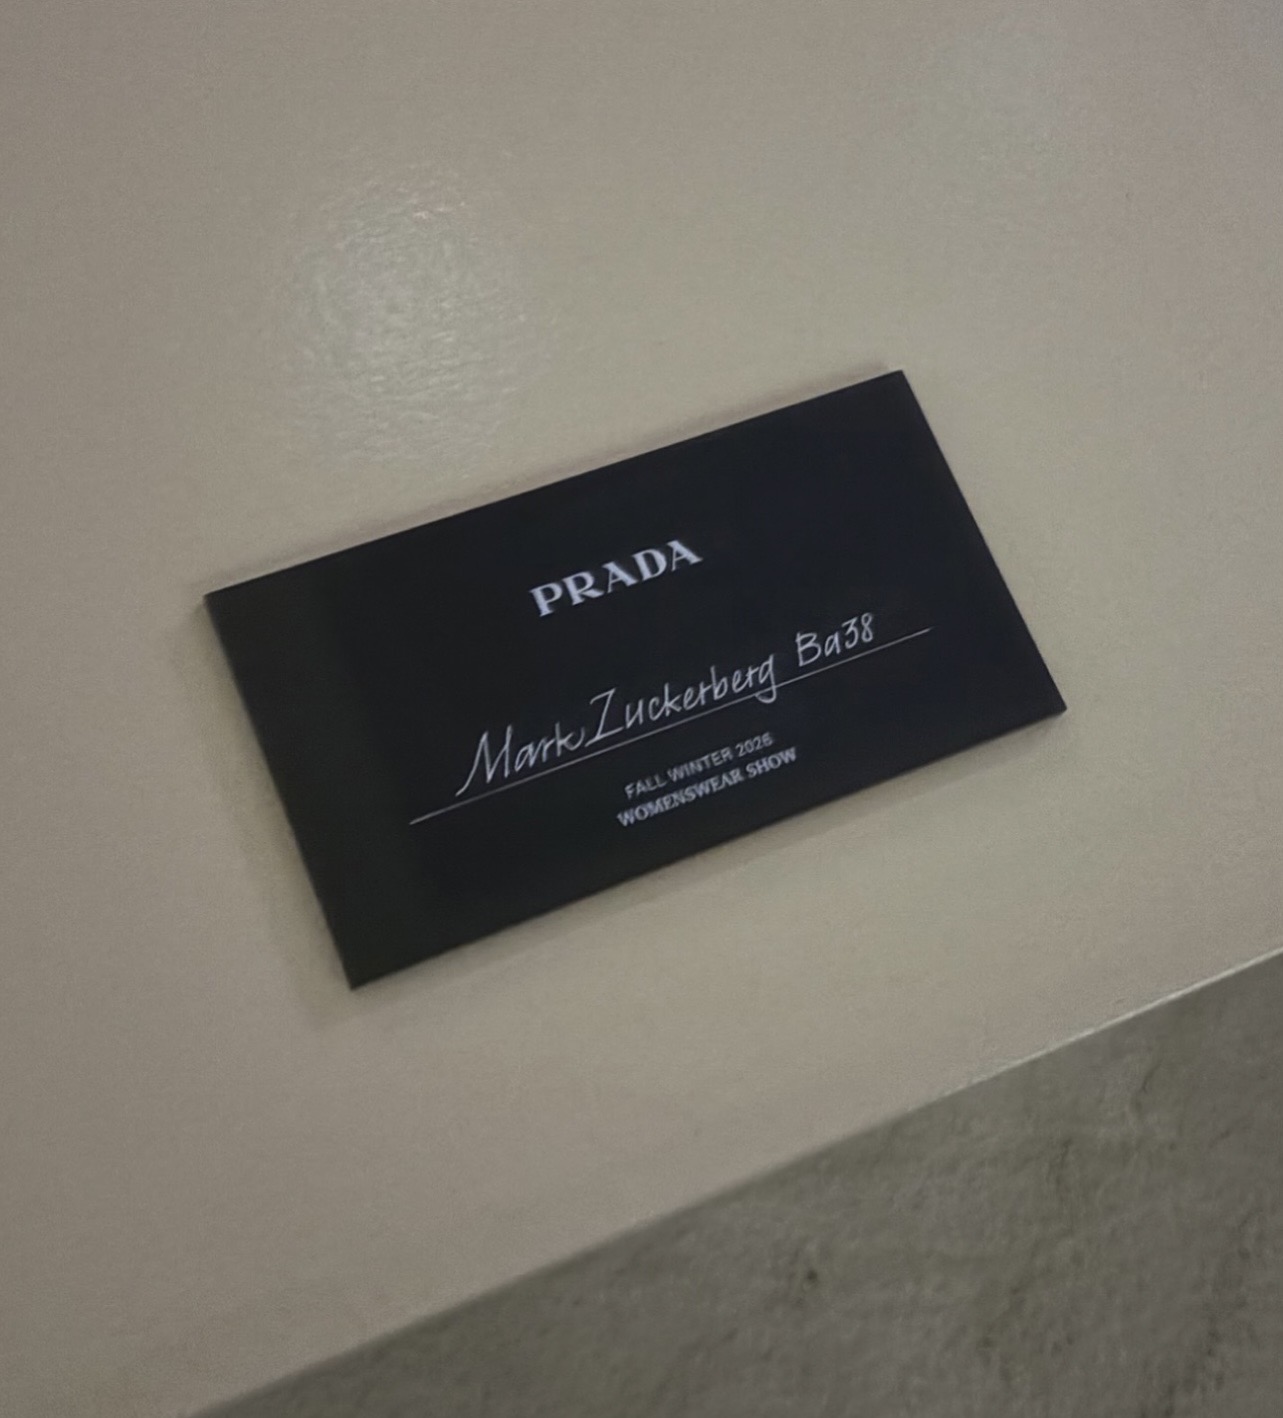 PRADA
Mark Zuckerberg Ba38
FALL WINTER 2026
WOMENSWEAR SHOW